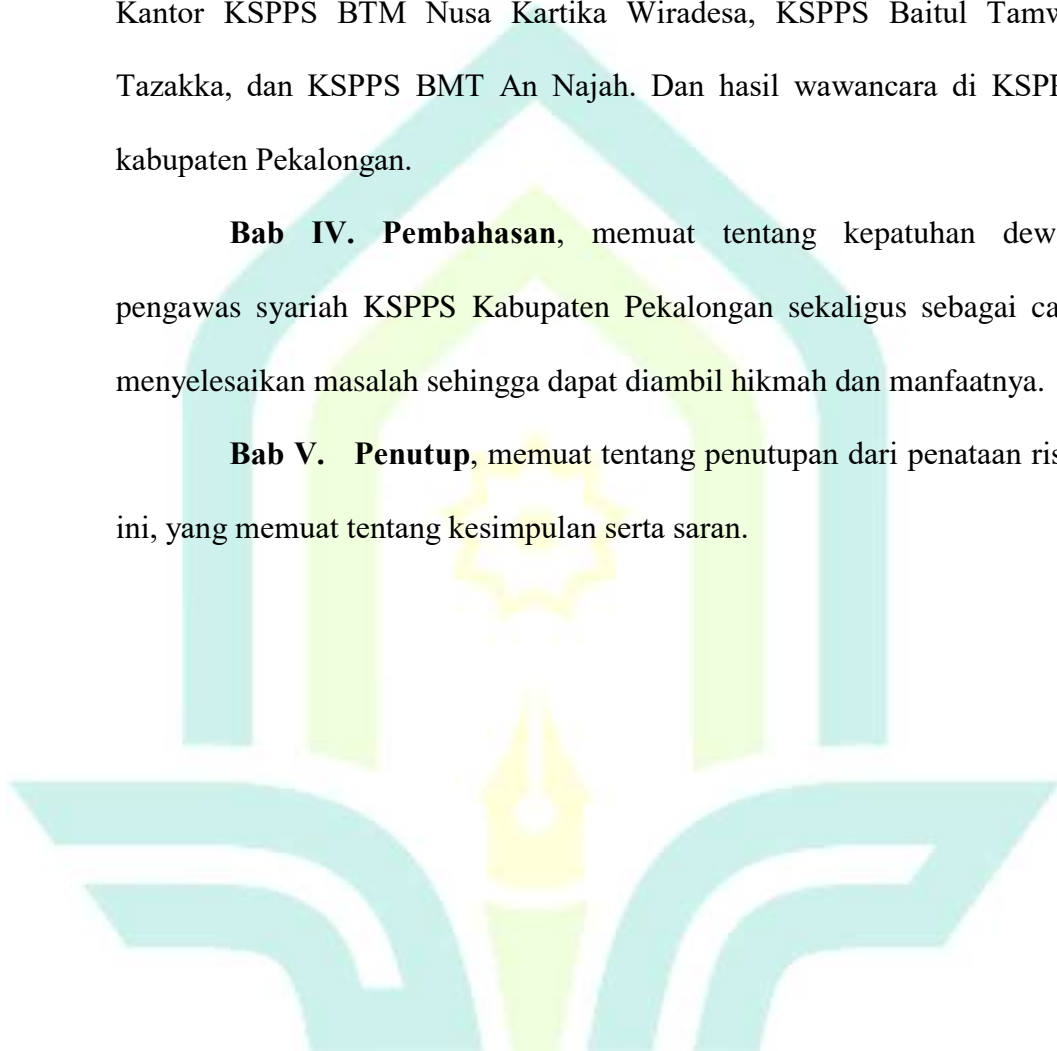 Kantor KSPPS BTM Nusa Kartika Wiradesa, KSPPS Baitul Tamw
Tazakka, dan KSPPS BMT An Najah. Dan hasil wawancara di KSPP
kabupaten Pekalongan.
Bab IV. Pembahasan, memuat tentang kepatuhan dew
pengawas syariah KSPPS Kabupaten Pekalongan sekaligus sebagai ca
menyelesaikan masalah sehingga dapat diambil hikmah dan manfaatnya.
Bab V. Penutup, memuat tentang penutupan dari penataan ris
ini, yang memuat tentang kesimpulan serta saran.